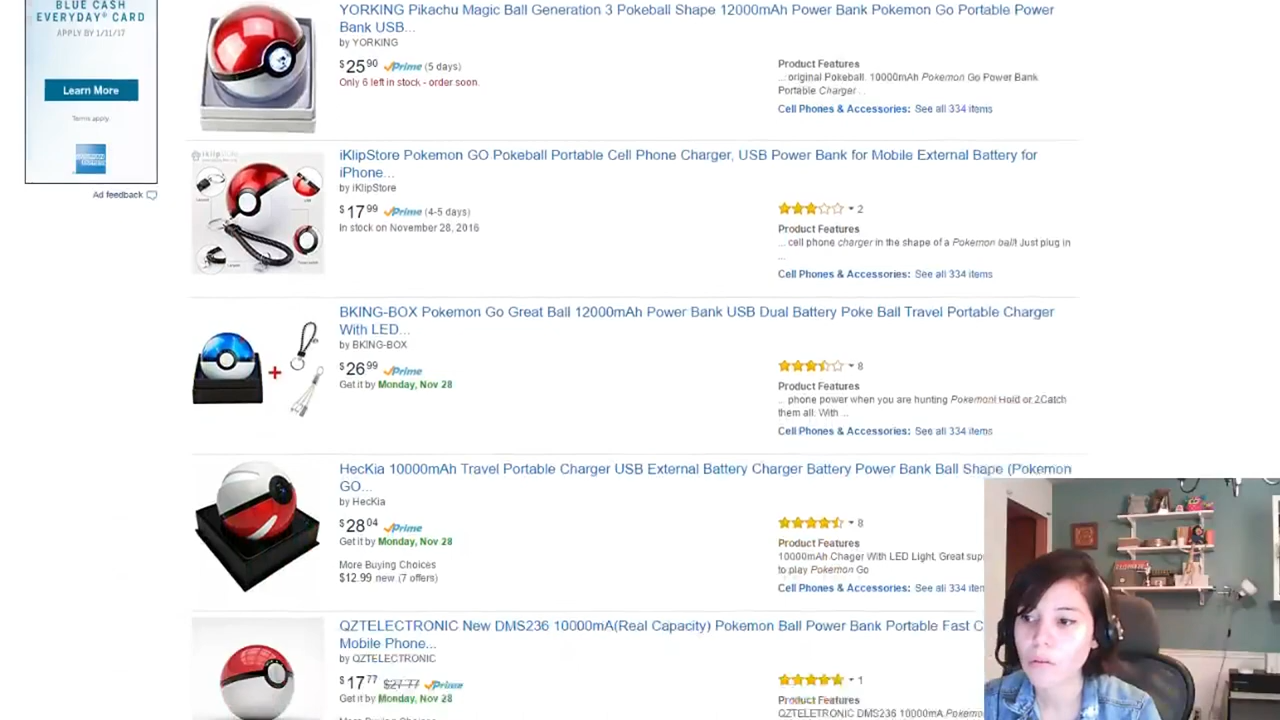 BLUE CASH
EVERYDAY® CARD
APPLY BY 1/11/17
Learn More
Terms apply.
Ad feedback
YORKING Pikachu Magic Ball Generation 3 Pokeball Shape 12000mAh Power Bank Pokemon Go Portable Power
Bank USB...
by YORKING
$25 90 Prime (5 days)
Only 6 left in stock - order soon.
Product Features
... original Pokeball. 10000mAh Pokemon Go Power Bank
Portable Charger ...
Cell Phones & Accessories: See all 334 items
iKlipStore Pokemon GO Pokeball Portable Cell Phone Charger, USB Power Bank for Mobile External Battery for
iPhone...
by iKlipStore
$17 99 Prime (4-5 days)
In stock on November 28, 2016
2
Product Features
... cell phone charger in the shape of a Pokemon ball! Just plug in
...
Cell Phones & Accessories: See all 334 items
BKING-BOX Pokemon Go Great Ball 12000mAh Power Bank USB Dual Battery Poke Ball Travel Portable Charger
With LED...
by BKING-BOX
$26 99 Prime
Get it by Monday, Nov 28
8
Product Features
... phone power when you are hunting Pokemon! Hold or 2Catch
them all. With ...
Cell Phones & Accessories: See all 334 items
HecKia 10000mAh Travel Portable Charger USB External Battery Charger Battery Power Bank Ball Shape (Pokemon
GO...
by HecKia
$28 04 Prime
Get it by Monday, Nov 28
More Buying Choices
$12.99 new (7 offers)
8
Product Features
10000mAh Chager With LED Light, Great sup
to play Pokemon Go
Cell Phones & Accessories: See all 334 iten
QZTELECTRONIC New DMS236 10000mA(Real Capacity) Pokemon Ball Power Bank Portable Fast C
Mobile Phone...
by QZTELECTRONIC
$17 77 $27.77 Prime
Get it by Monday, Nov 28
1
Product Features
QZTELETRONIC DMS236 10000mA.Pokemo
More Buying Choices